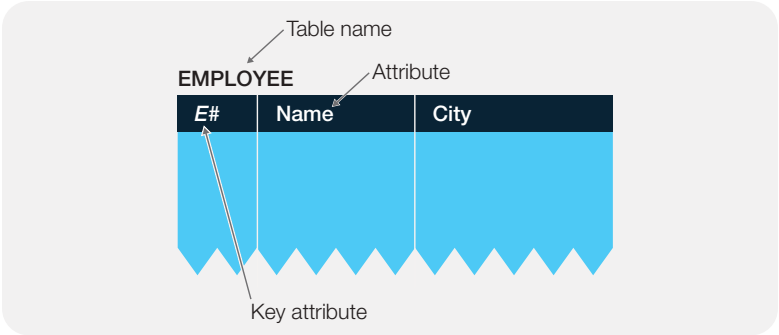 Table name
EMPLOYEE
Attribute
E#
Name
City
Key attribute